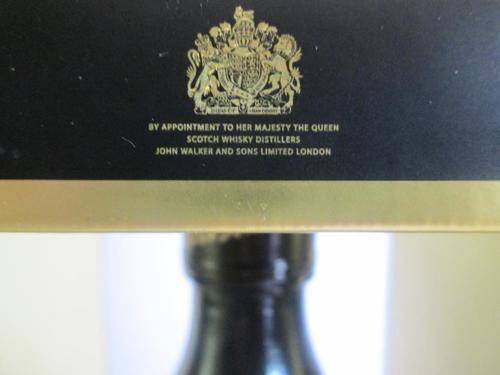 BY APPOINTMENT TO HER MAJESTY THE QUEEN
SCOTCH WHISKY DISTILLERS
JOHN WALKER AND SONS LIMITED LONDON